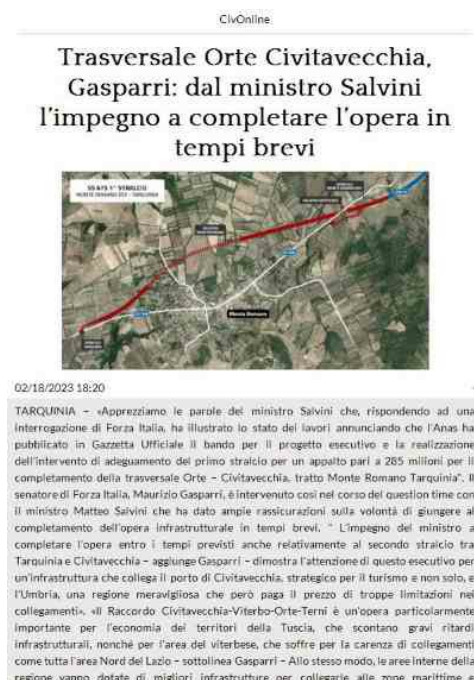 CivOnline
Trasversale Orte Civitavecchia,
Gasparri: dal ministro Salvini
l'impegno a completare l'opera in
tempi brevi
Monte Romano
02/18/2023 18:20
TARQUINIA – «Apprezziamo le parole del ministro Salvini che, rispondendo ad una
interrogazione di Forza Italia, ha illustrato lo stato dei lavori annunciando che l'Anas ha
pubblicato in Gazzetta Ufficiale il bando per il progetto esecutivo e la realizzazione
dell'intervento di adeguamento del primo stralcio per un appalto pari a 285 milioni per il
completamento della trasversale Orte – Civitavecchia, tratto Monte Romano Tarquinia". Il
senatore di Forza Italia, Maurizio Gasparri, è intervenuto così nel corso del question time con
il ministro Matteo Salvini che ha dato ampie rassicurazioni sulla volontà di giungere al
completamento dell'opera infrastrutturale in tempi brevi. " L'impegno del ministro a
completare l'opera entro i tempi previsti anche relativamente al secondo stralcio tra
Tarquinia e Civitavecchia – aggiunge Gasparri – dimostra l'attenzione di questo esecutivo per
un'infrastruttura che collega il porto di Civitavecchia, strategico per il turismo e non solo, e
l'Umbria, una regione meravigliosa che però paga il prezzo di troppe limitazioni nei
collegamenti». «Il Raccordo Civitavecchia-Viterbo-Orte-Terni è un'opera particolarmente
importante per l'economia dei territori della Tuscia, che scontano gravi ritardi
infrastrutturali, nonché per l'area del viterbese, che soffre per la carenza di collegamenti
come tutta l'area Nord del Lazio – sottolinea Gasparri – Allo stesso modo, le aree interne della
regione vanno dotate di migliori infrastrutture per collegarle alle zone marittime e